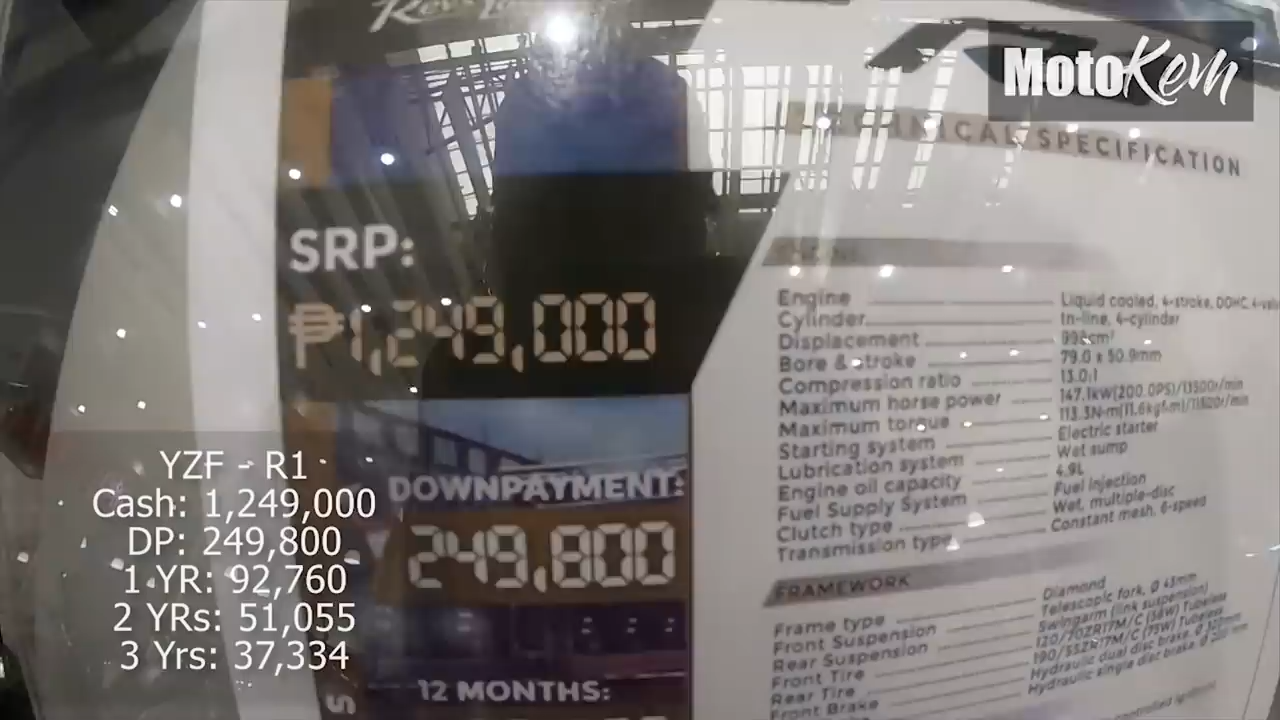 MotoKevn
TECHNICAL SPECIFICATION
SRP:
₱1,249,000
DOWNPAYMENT:
249,800
12 MONTHS:
YZF - R1
Cash: 1,249,000
DP: 249,800
1 YR: 92,760
2 YRs: 51,055
3 Yrs: 37,334
Engine Liquid cooled, 4-stroke, DOHC, 4-val
Cylinder In-line, 4-cylinder
Displacement 998cm³
Bore & stroke 79.0 x 50.9mm
Compression ratio 13.0:1
Maximum horse power 147.1kW(200.0PS)/13500r/min
Maximum torque 113.3N·m(11.6kgf·m)/11500r/min
Starting system Electric starter
Lubrication system Wet sump
Engine oil capacity 4.9L
Fuel Supply System Fuel injection
Clutch type Wet, multiple-disc
Transmission type Constant mesh, 6-speed
FRAMEWORK
Frame type Diamond
Front Suspension Telescopic fork, Ø 43mm
Rear Suspension Swingarm (link suspension)
Front Tire 120/70ZR17M/C (58W) Tubeless
Rear Tire 190/55ZR17M/C (75W) Tubeless
Front Brake Hydraulic dual disc brake, Ø
Hydraulic single disc brake, Ø